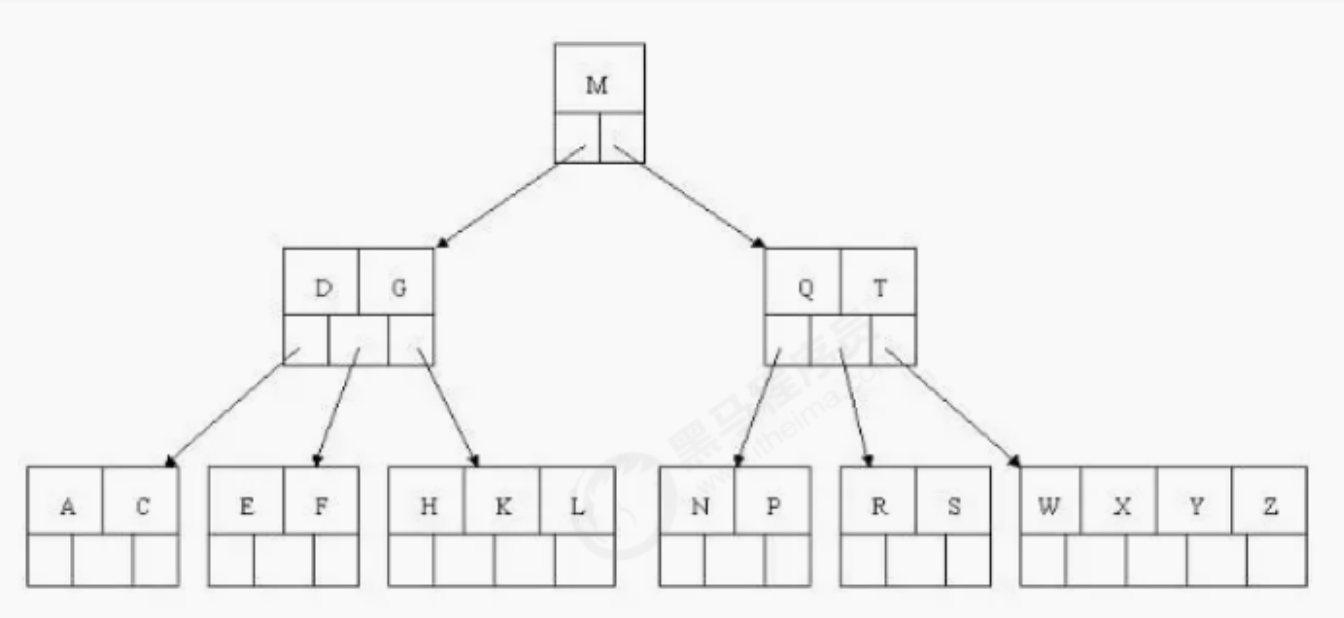 M
D G Q T
A C E F H K L N P R S W X Y Z
黑马程序员
www.itheima.com